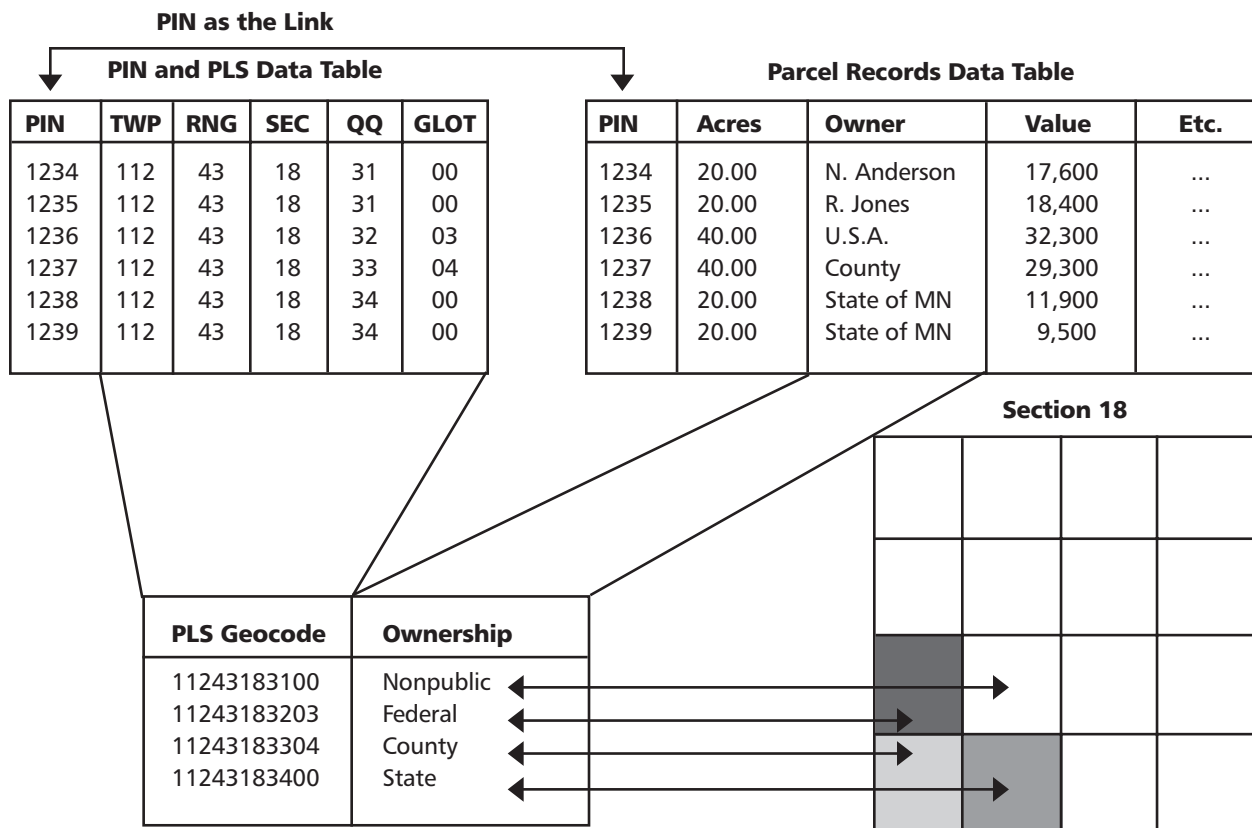 PIN as the Link
PIN and PLS Data Table
PIN TWP RNG SEC QQ GLOT
1234 112 43 18 31 00
1235 112 43 18 31 00
1236 112 43 18 32 03
1237 112 43 18 33 04
1238 112 43 18 34 00
1239 112 43 18 34 00
Parcel Records Data Table
PIN Acres Owner Value Etc.
1234 20.00 N. Anderson 17,600 ...
1235 20.00 R. Jones 18,400 ...
1236 40.00 U.S.A. 32,300 ...
1237 40.00 County 29,300 ...
1238 20.00 State of MN 11,900 ...
1239 20.00 State of MN 9,500 ...
Section 18
PLS Geocode Ownership
11243183100 Nonpublic
11243183203 Federal
11243183304 County
11243183400 State